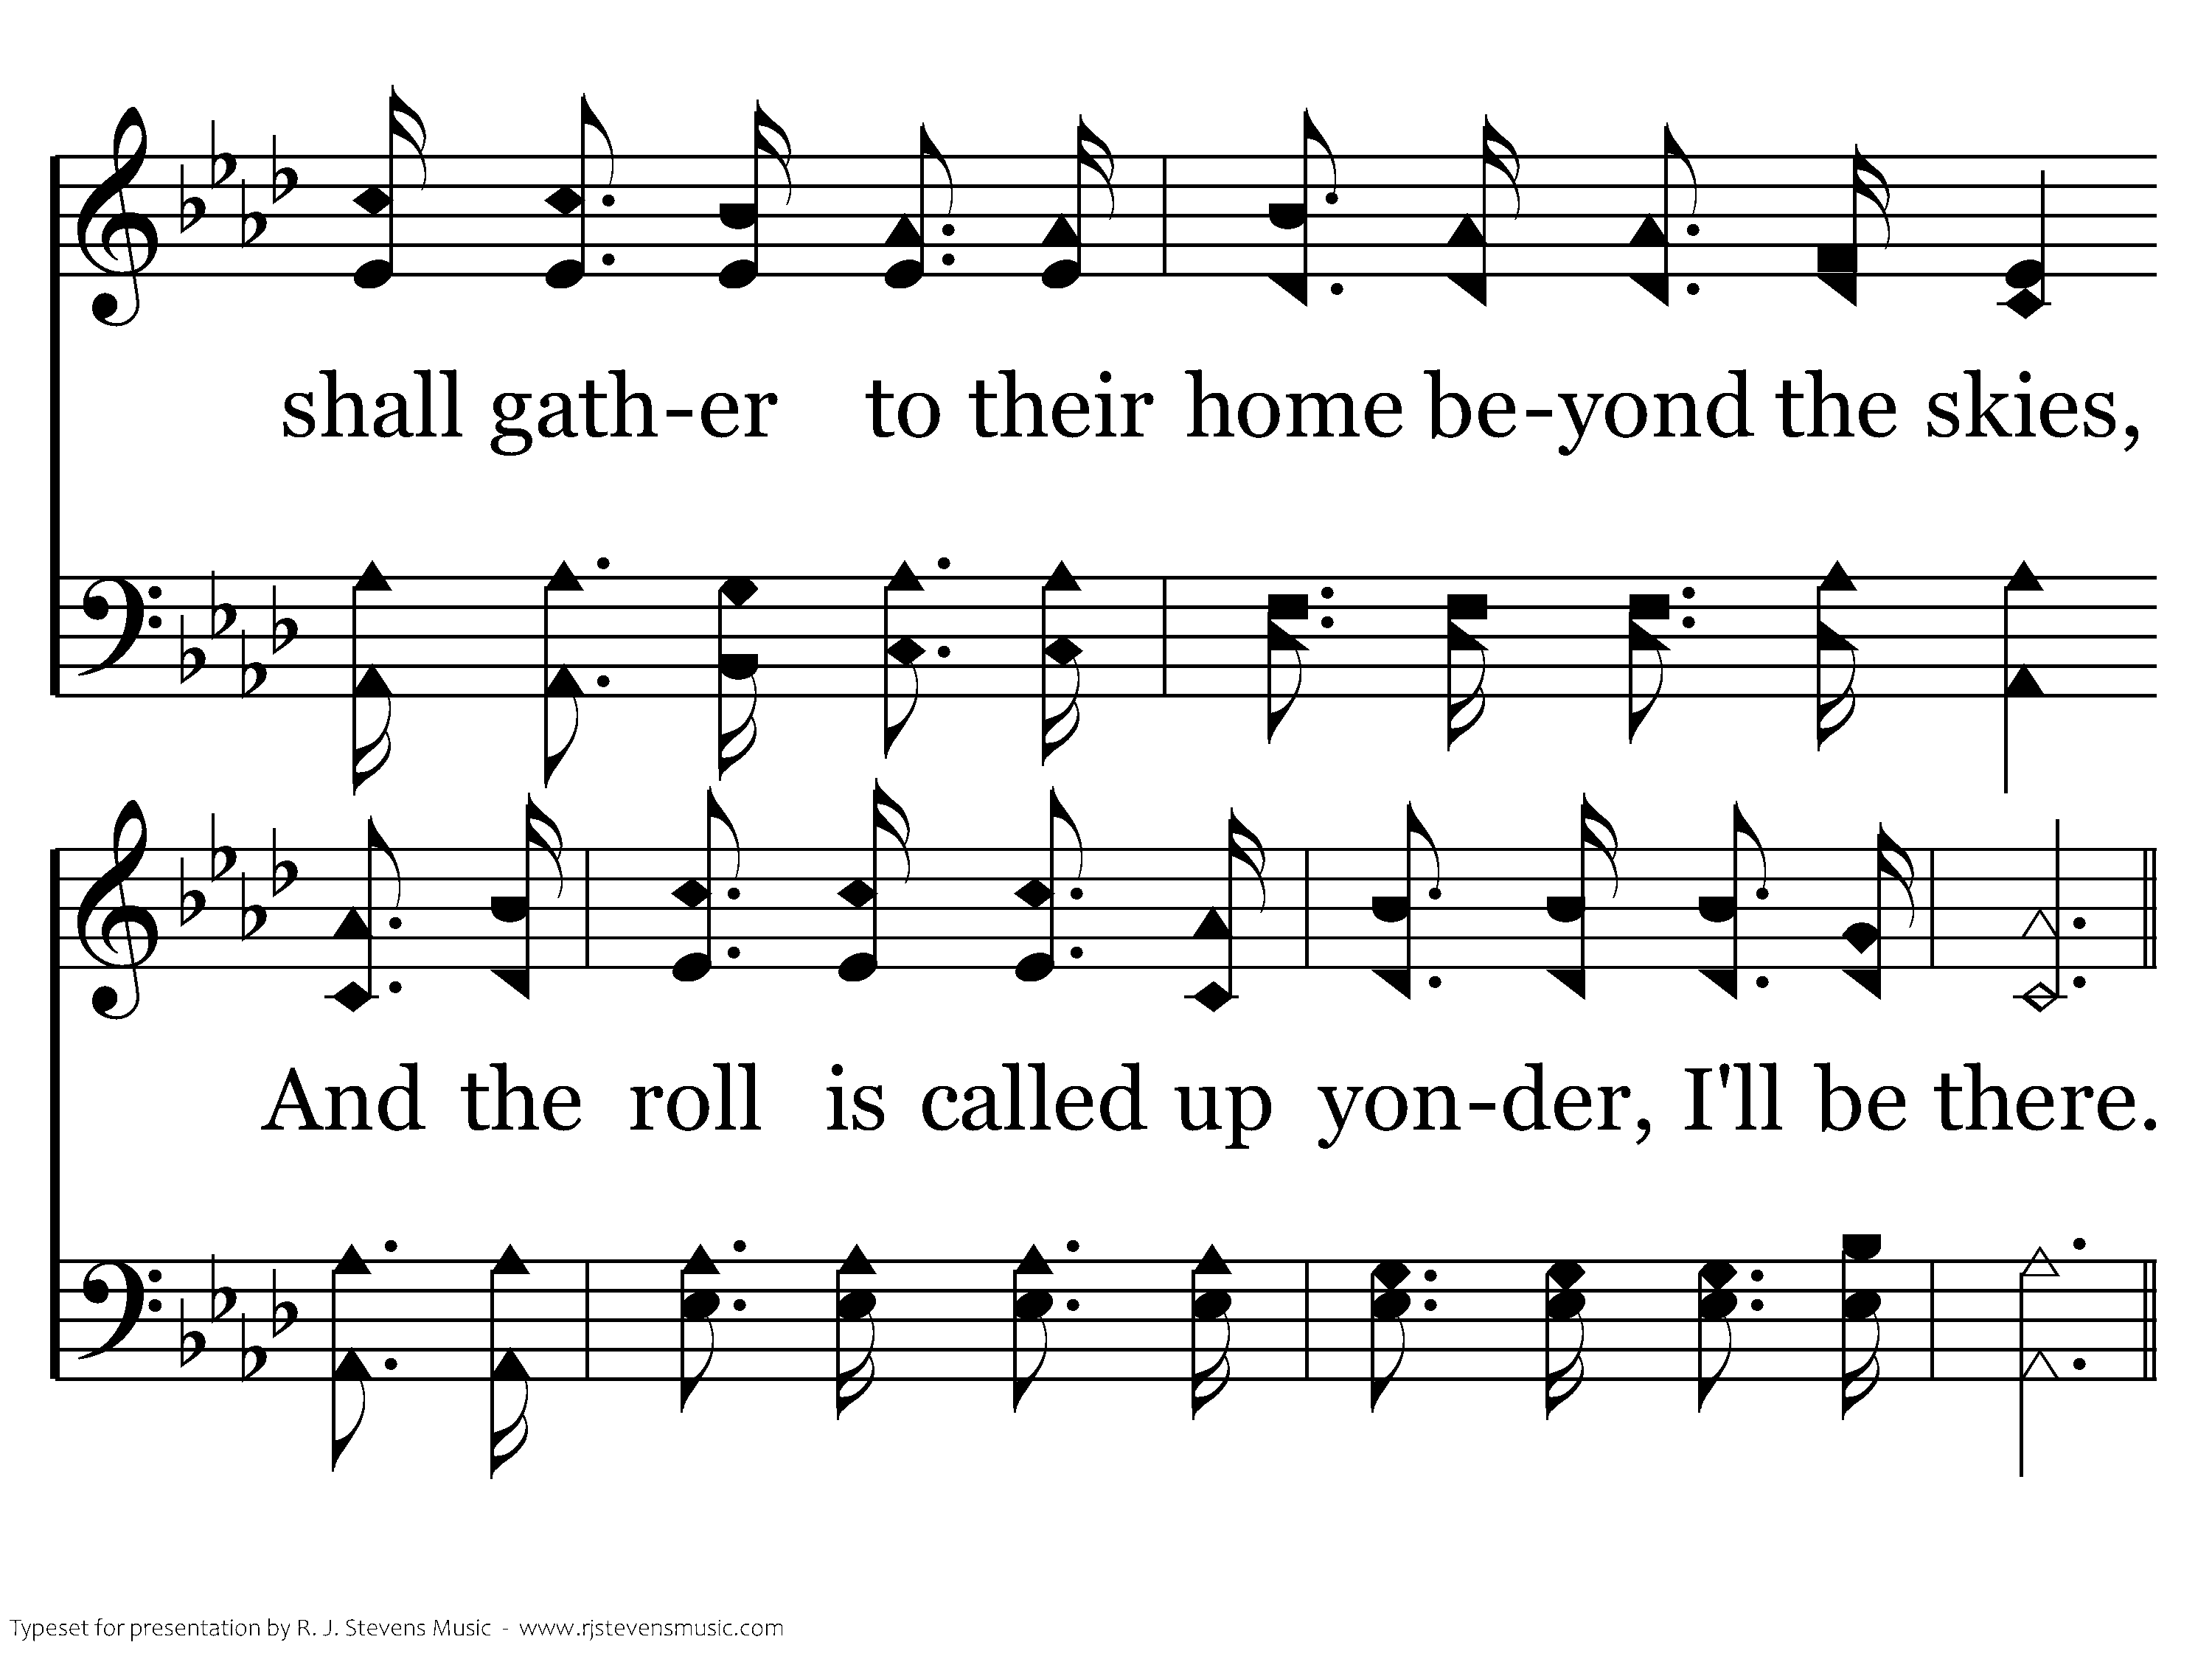 shall gath-er to their home be-yond the skies,
And the roll is called up yon-der, I'll be there.
Typeset for presentation by R. J. Stevens Music - www.rjstevensmusic.com